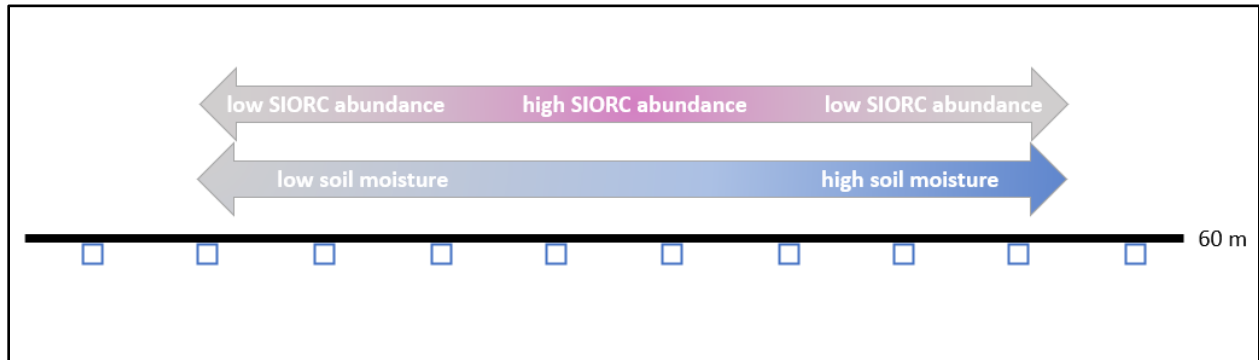 low SIORC abundance high SIORC abundance low SIORC abundance
low soil moisture high soil moisture
60 m